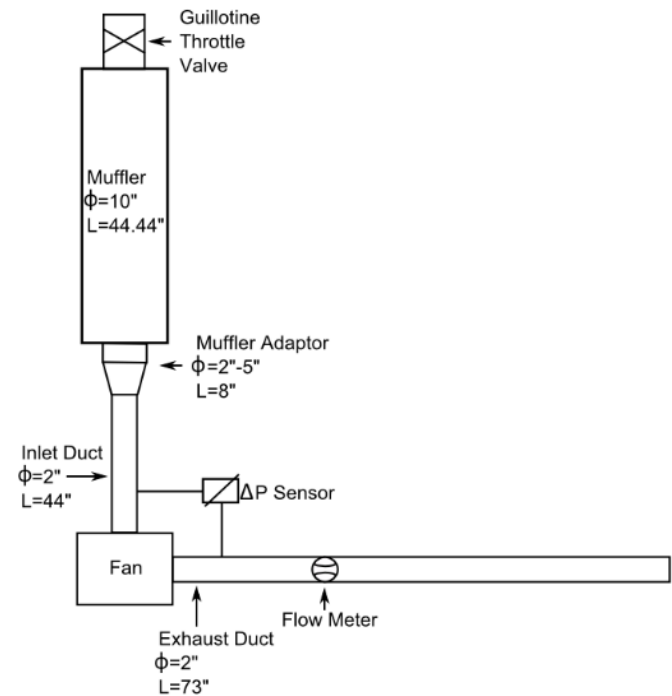 Guillotine
Throttle
Valve
Muffler
ϕ=10"
L=44.44"
Muffler Adaptor
ϕ=2"-5"
L=8"
Inlet Duct
ϕ=2"
L=44"
ΔP Sensor
Fan
Flow Meter
Exhaust Duct
ϕ=2"
L=73"